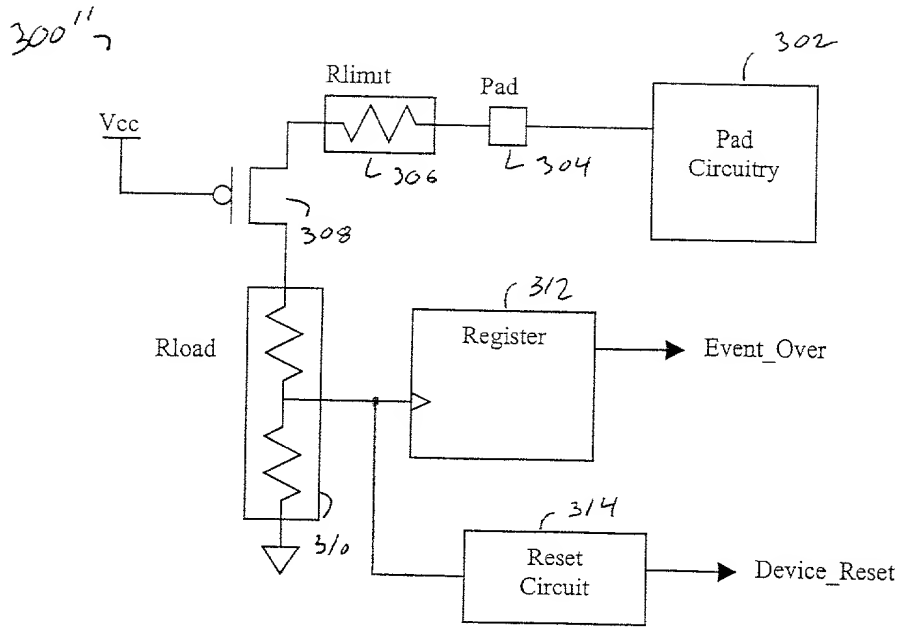 300"
302
Rlimit
Pad
Vcc
Pad
Circuitry
306
304
308
312
Register
Rload
Event_Over
310
314
Reset
Circuit
Device_Reset